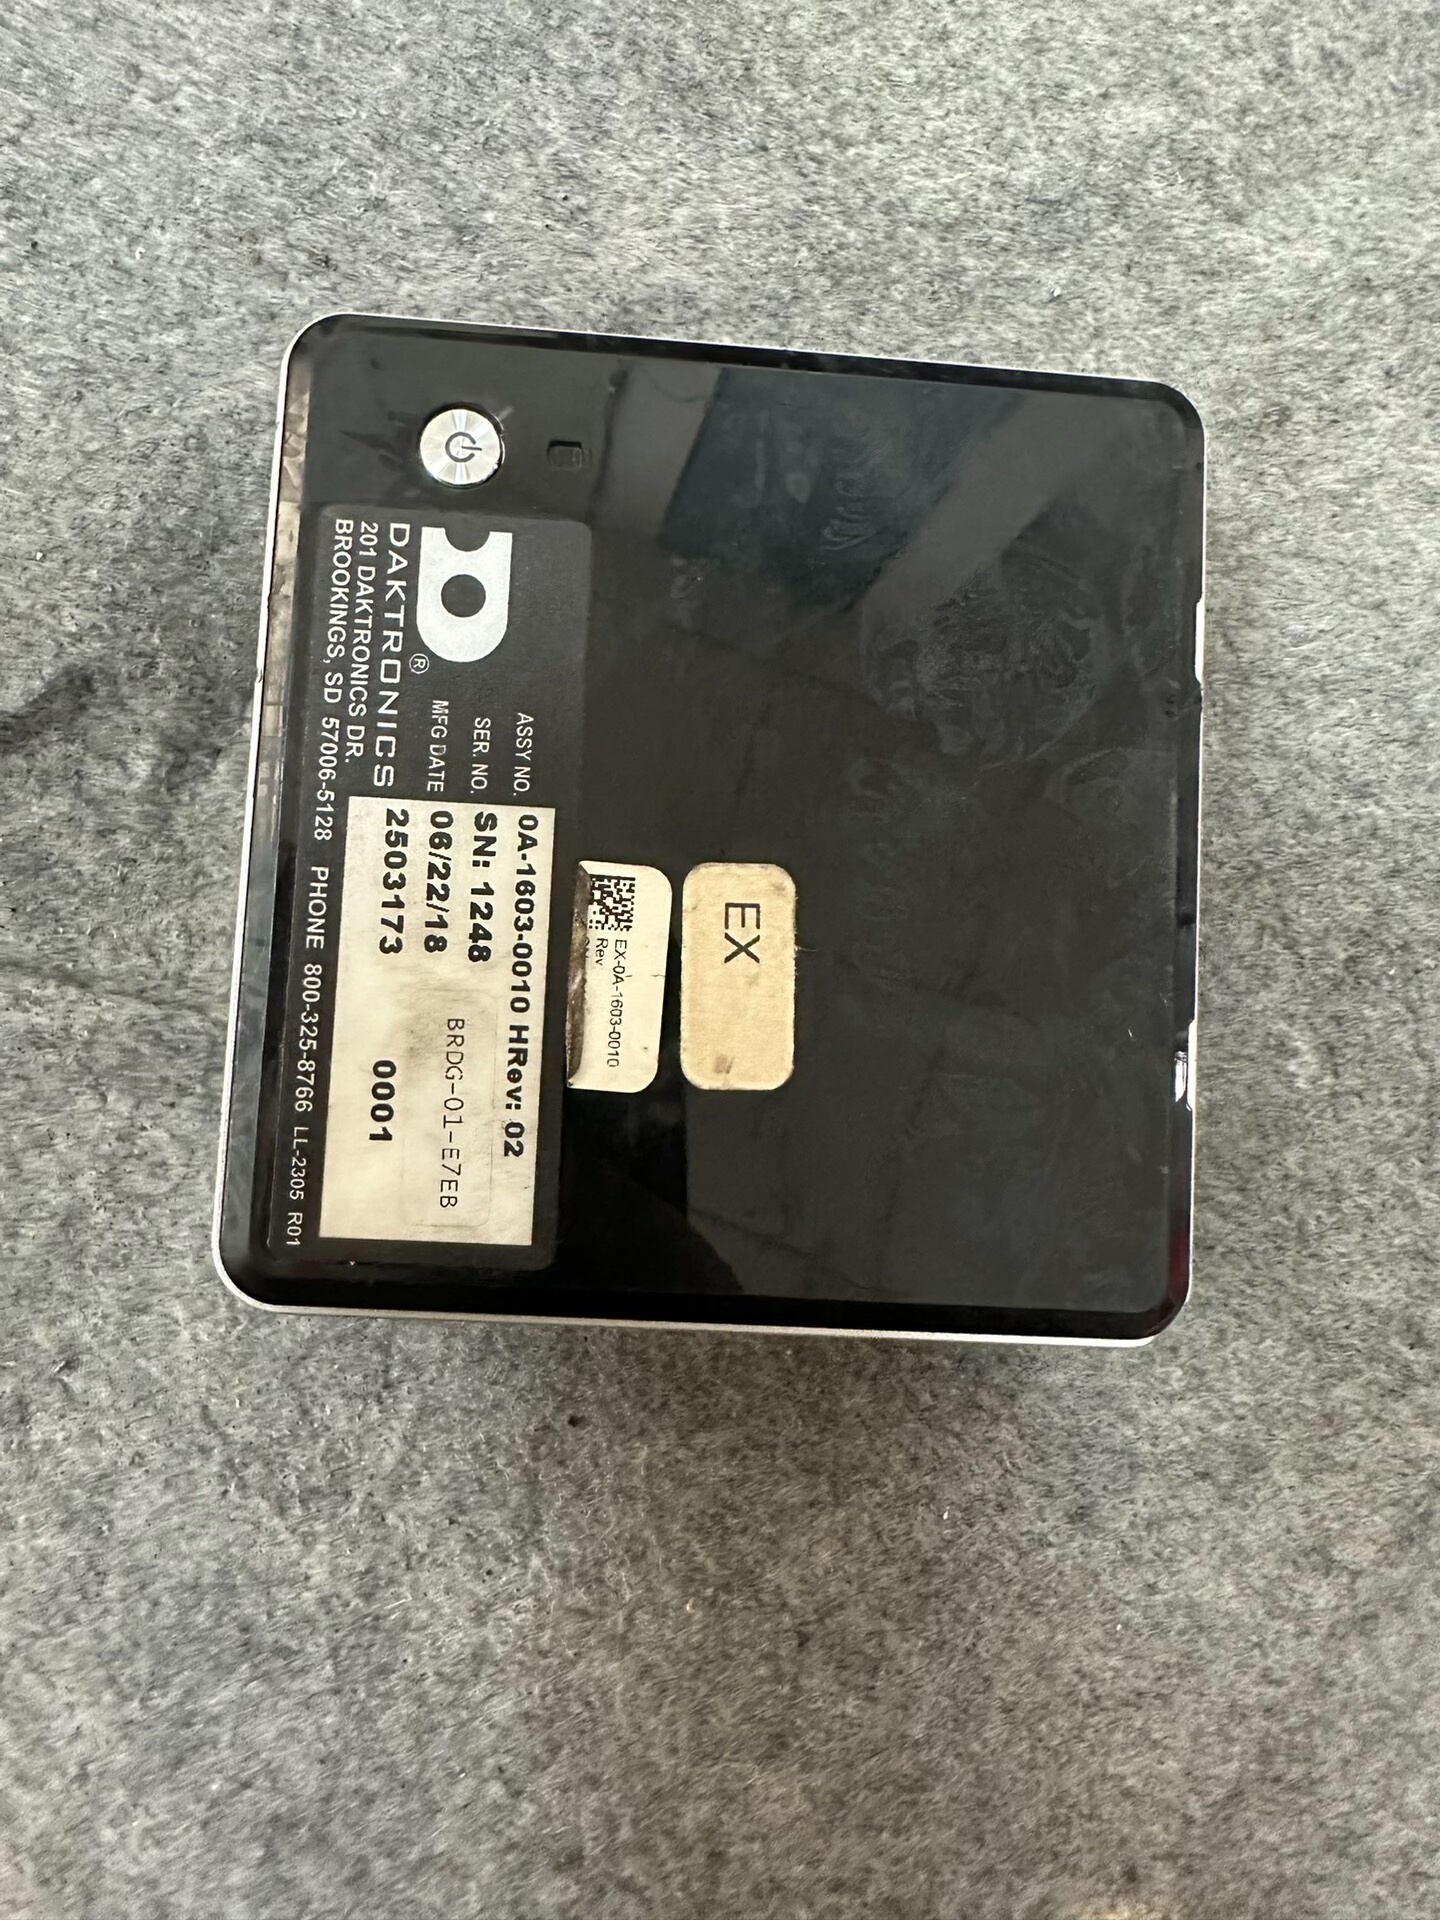 DAKTRONICS®
201 DAKTRONICS DR.
BROOKINGS, SD 57006-5128 PHONE 800-325-8766 LL-2305 R01
ASSY NO. 0A-1603-0010 HRev: 02
SER. NO. SN: 1248
MFG DATE 06/22/18
BRDG-01-E7EB
2503173 0001
EX-0A-1603-0010
Rev
EX